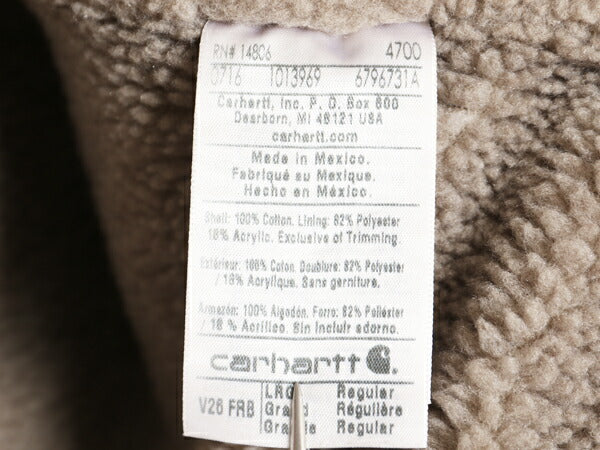 RN# 14806 4700
0716 1013969 6796731A
Carhartt, Inc. P. O. Box 600
Dearborn, MI 48121 USA
carhartt.com
Made in Mexico.
Fabriqué au Mexique.
Hecho en México.
Shell: 100% Cotton. Lining: 82% Polyester
/ 18% Acrylic. Exclusive of Trimming.
Extérieur: 100% Coton. Doublure: 82% Polyester
/ 18% Acrylique. Sans garniture.
Armazón: 100% Algodón. Forro: 82% Poliéster
/ 18 % Acrílico. Sin incluir adorno.
carhartt
V26 FRB LRG Regular
Grand Régulière
Regular